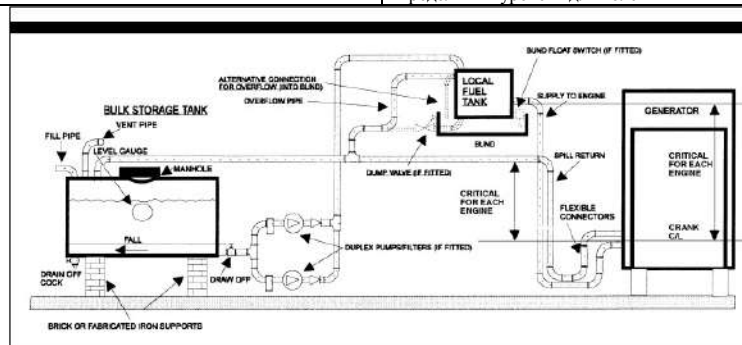 BUND FLOAT SWITCH (IF FITTED)
ALTERNATIVE CONNECTION
FOR OVERFLOW (INTO BUND)
OVERFLOW PIPE
LOCAL
FUEL
TANK
SUPPLY TO ENGINE
GENERATOR
BULK STORAGE TANK
VENT PIPE
FILL PIPE
LEVEL GAUGE
MANHOLE
BUND
DUMP VALVE (IF FITTED)
SPILL RETURN
CRITICAL
FOR EACH
ENGINE
CRITICAL
FOR EACH
ENGINE
FLEXIBLE
CONNECTORS
CRANK
C/L
FALL
DUPLEX PUMPS/FILTERS (IF FITTED)
DRAIN OFF
COCK
DRAW OFF
BRICK OR FABRICATED IRON SUPPORTS